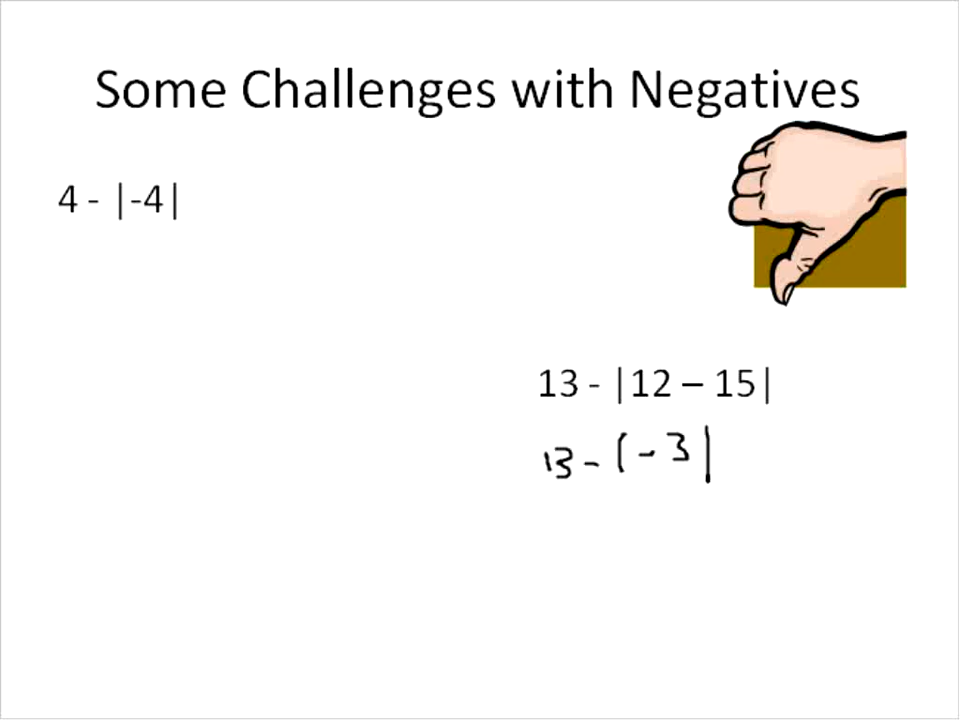 Some Challenges with Negatives
4 - |-4|
13 - |12 – 15|
13 - |-3|